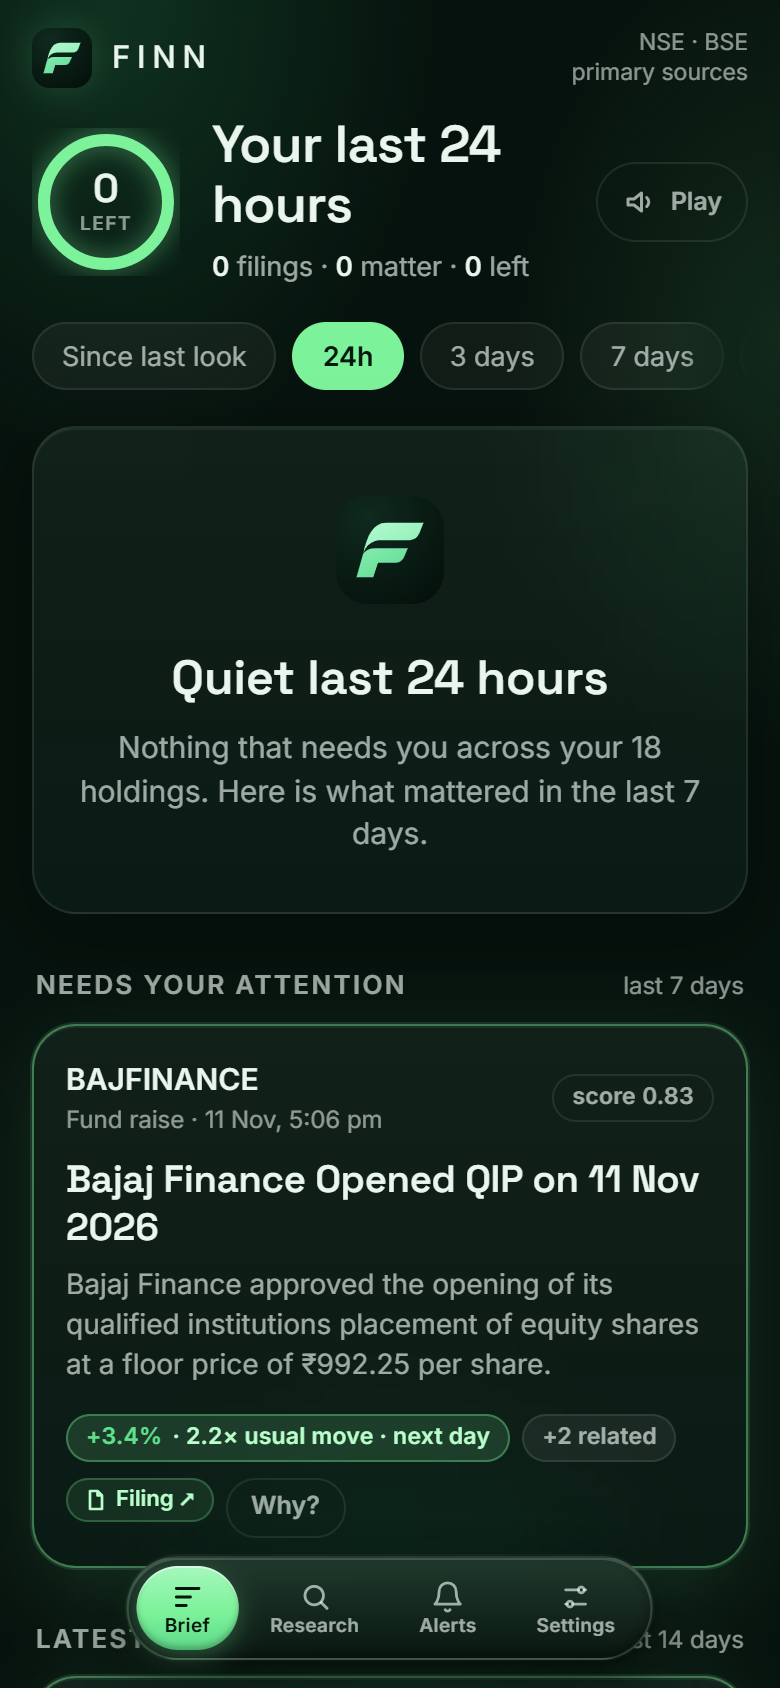 FINN
NSE · BSE
primary sources
0
LEFT
Your last 24
hours
0 filings · 0 matter · 0 left
Play
Since last look
24h
3 days
7 days
Quiet last 24 hours
Nothing that needs you across your 18
holdings. Here is what mattered in the last 7
days.
NEEDS YOUR ATTENTION
last 7 days
BAJFINANCE
Fund raise · 11 Nov, 5:06 pm
score 0.83
Bajaj Finance Opened QIP on 11 Nov
2026
Bajaj Finance approved the opening of its
qualified institutions placement of equity shares
at a floor price of ₹992.25 per share.
+3.4% · 2.2× usual move · next day
+2 related
Filing ↗
Why?
Brief
Research
Alerts
Settings
14 days